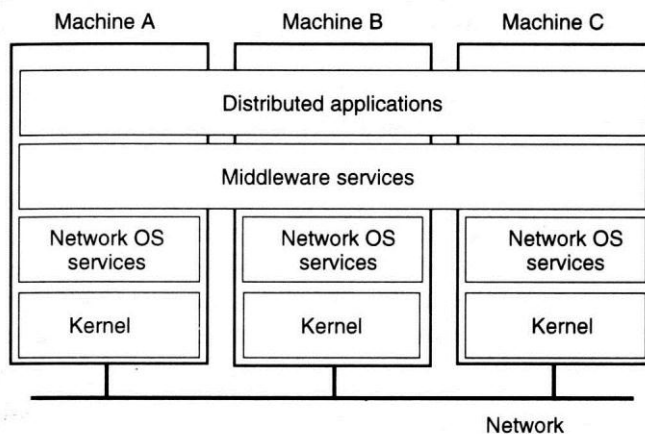 Machine A
Machine B
Machine C
Distributed applications
Middleware services
Network OS
services
Network OS
services
Network OS
services
Kernel
Kernel
Kernel
Network